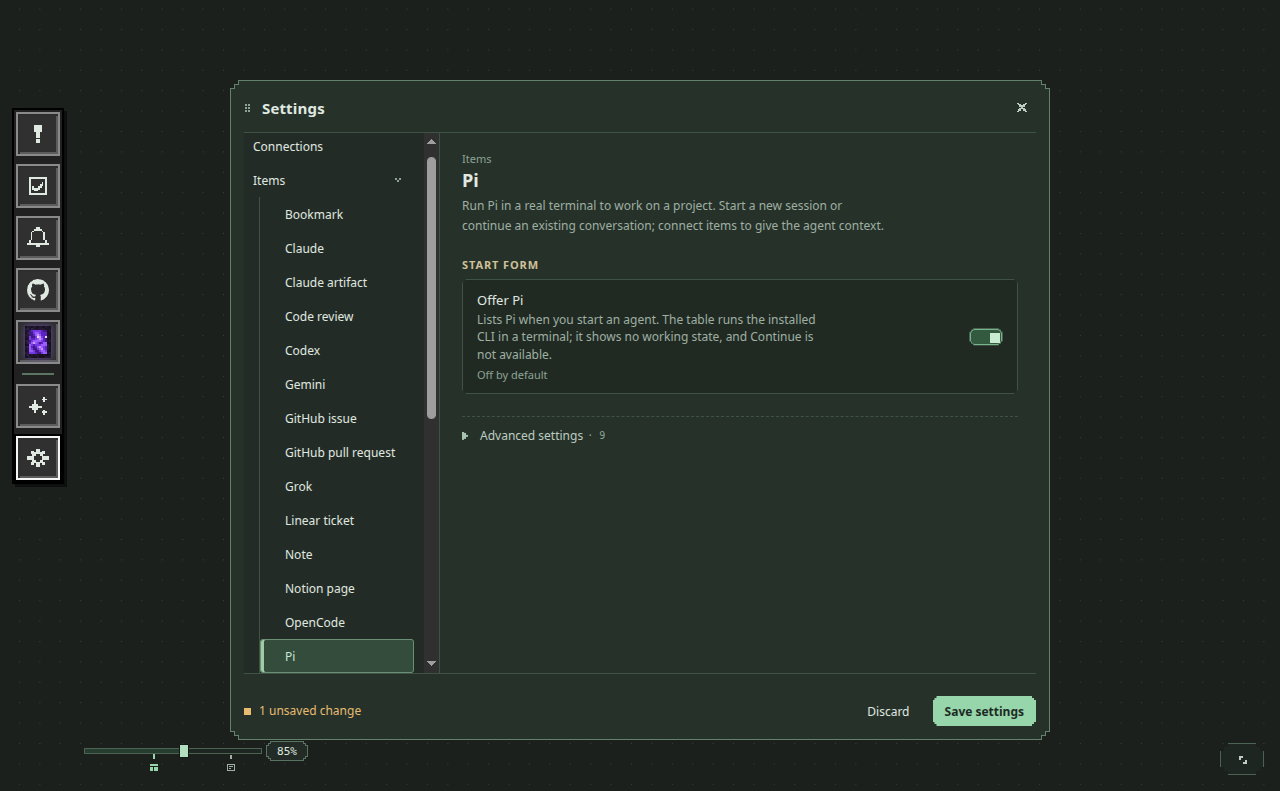 Settings
Connections
Items
Bookmark
Claude
Claude artifact
Code review
Codex
Gemini
GitHub issue
GitHub pull request
Grok
Linear ticket
Note
Notion page
OpenCode
Pi
Items
Pi
Run Pi in a real terminal to work on a project. Start a new session or
continue an existing conversation; connect items to give the agent context.
START FORM
Offer Pi
Lists Pi when you start an agent. The table runs the installed
CLI in a terminal; it shows no working state, and Continue is
not available.
Off by default
Advanced settings · 9
1 unsaved change
Discard
Save settings
85%